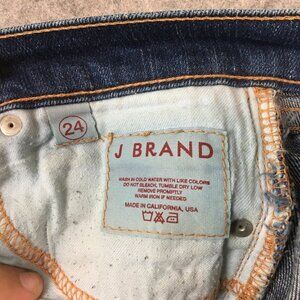 24
J BRAND
WASH IN COLD WATER WITH LIKE COLORS
DO NOT BLEACH, TUMBLE DRY LOW
REMOVE PROMPTLY
WARM IRON IF NEEDED
MADE IN CALIFORNIA, USA